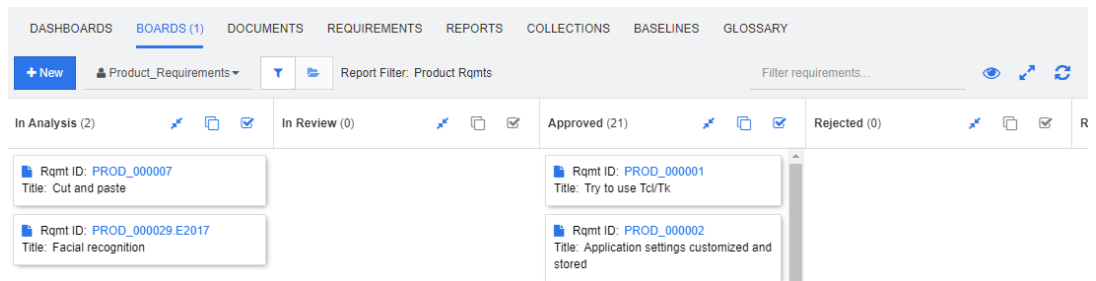 DASHBOARDS BOARDS (1) DOCUMENTS REQUIREMENTS REPORTS COLLECTIONS BASELINES GLOSSARY
+ New Product_Requirements Report Filter: Product Rqmts Filter requirements...
In Analysis (2) In Review (0) Approved (21) Rejected (0) R
Rqmt ID: PROD_000007
Title: Cut and paste
Rqmt ID: PROD_000029.E2017
Title: Facial recognition
Rqmt ID: PROD_000001
Title: Try to use Tcl/Tk
Rqmt ID: PROD_000002
Title: Application settings customized and
stored